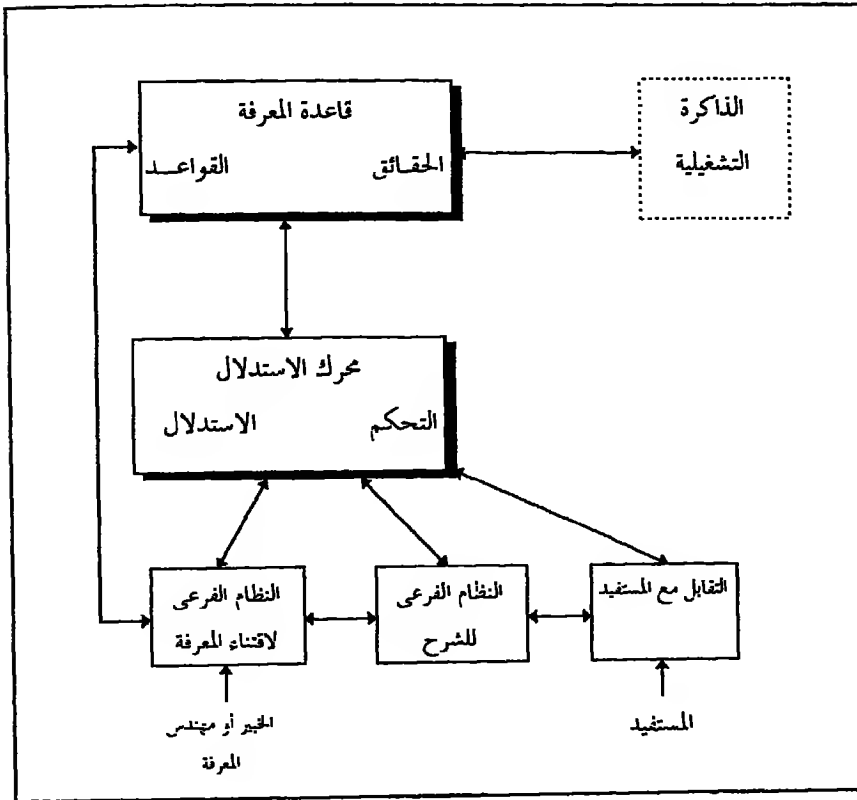 قاعدة المعرفة
الحقائق القواعد
الذاكرة
التشغيلية
محرك الاستدلال
التحكم الاستدلال
التقابل مع المستفيد
النظام الفرعى
للشرح
النظام الفرعى
لاقتناء المعرفة
المستفيد
الخبير أو مهندس
المعرفة